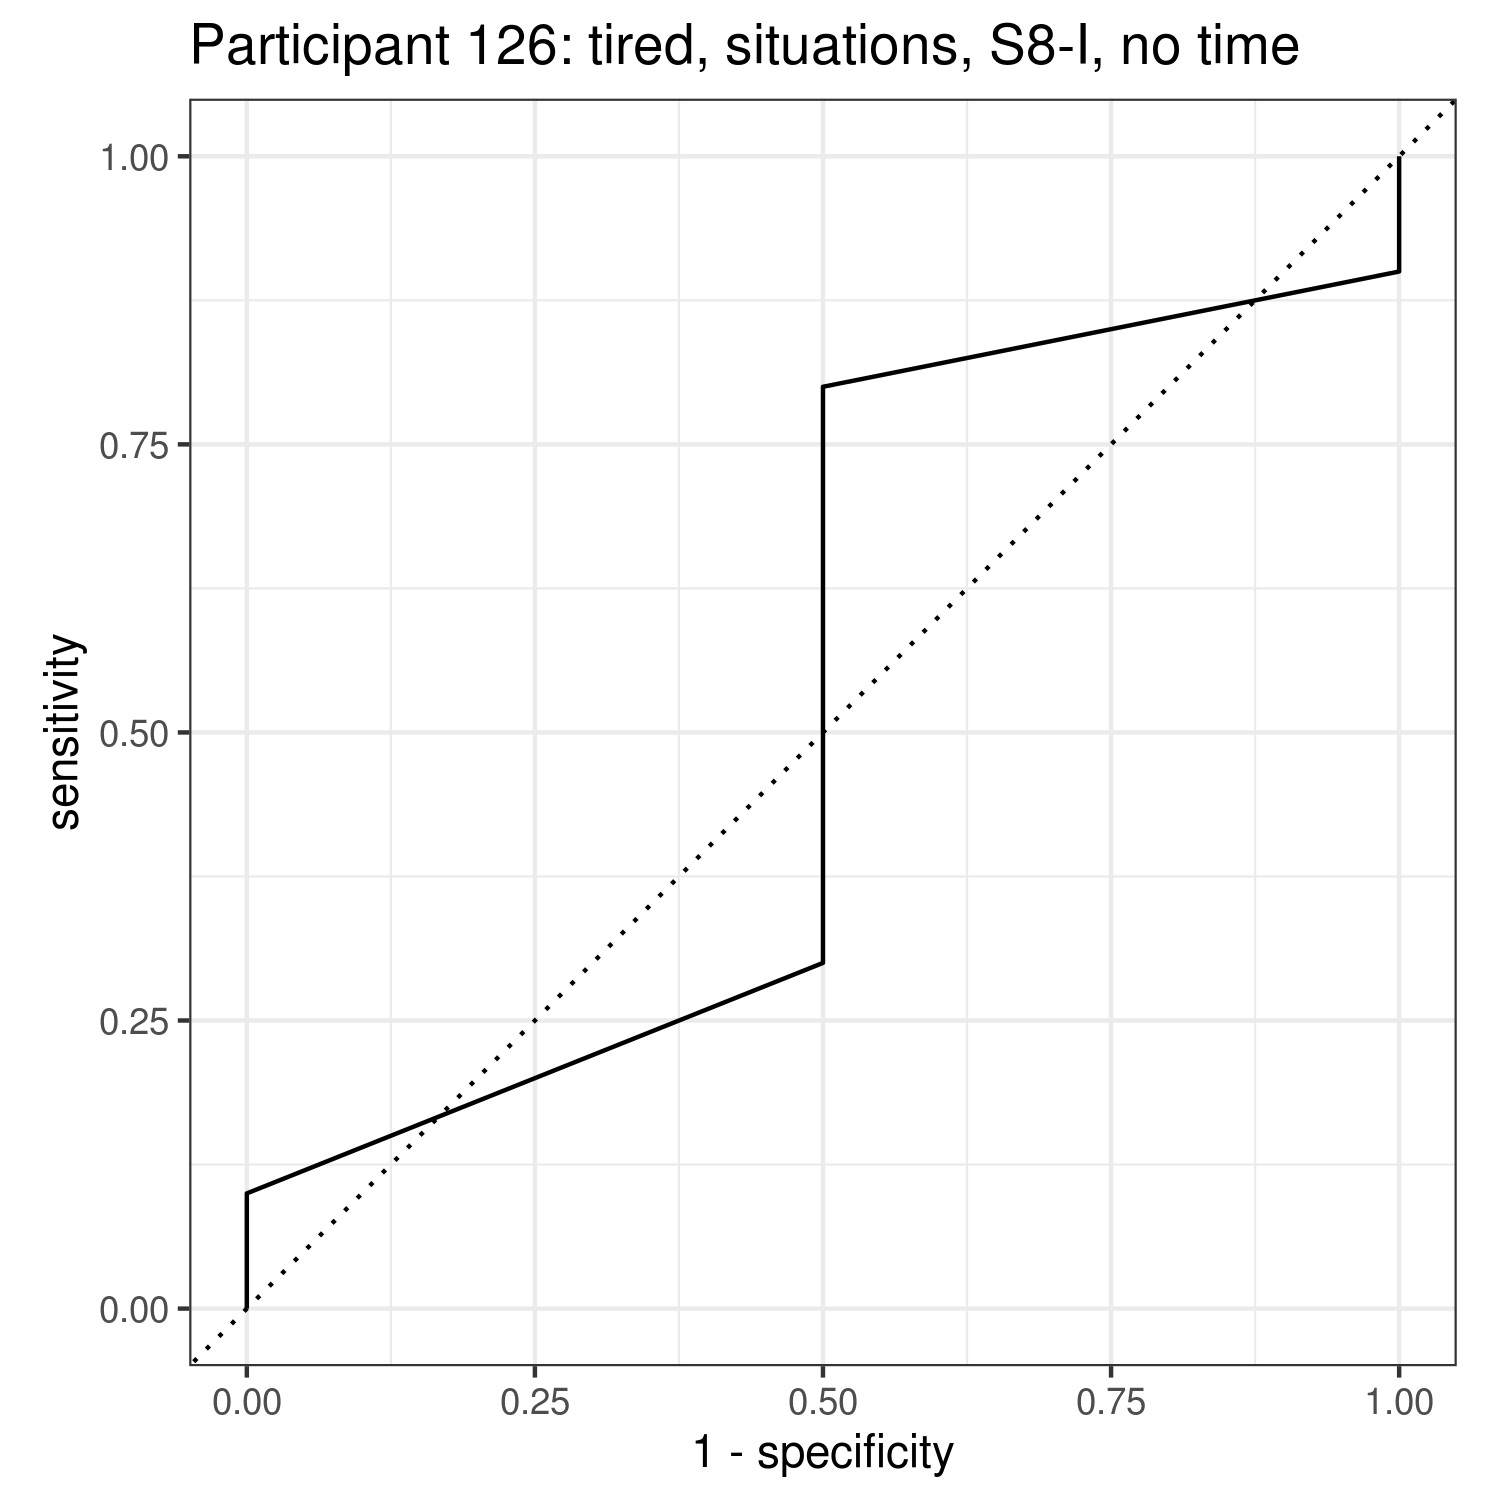 Participant 126: tired, situations, S8-I, no time
1.00
0.75
0.50
0.25
0.00
sensitivity
0.00 0.25 0.50 0.75 1.00
1 - specificity